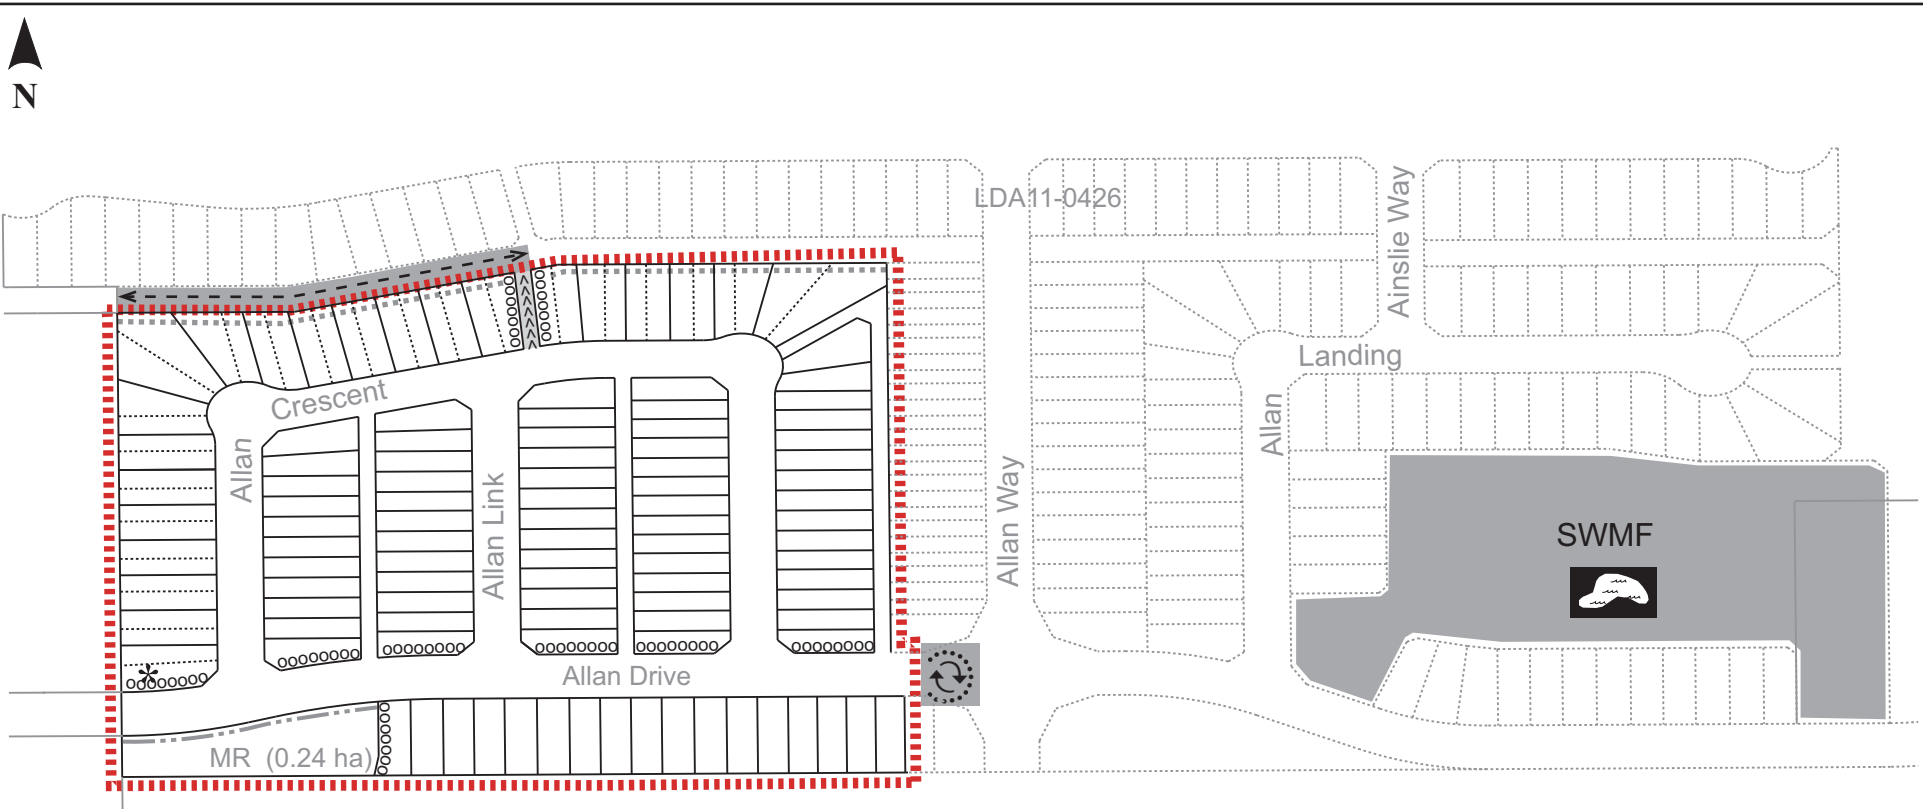 N
LDA11-0426
Ainslie Way
Landing
Crescent
Allan
Allan
Allan Link
Allan Way
SWMF
Allan Drive
MR (0.24 ha)